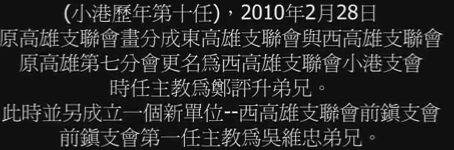 (小港歷年第十任)，2010年2月28日
原高雄支聯會畫分成東高雄支聯會與西高雄支聯會
原高雄第七分會更名為西高雄支聯會小港支會
時任主教為鄭評升弟兄。
此時並另成立一個新單位--西高雄支聯會前鎮支會
前鎮支會第一任主教為吳維忠弟兄。